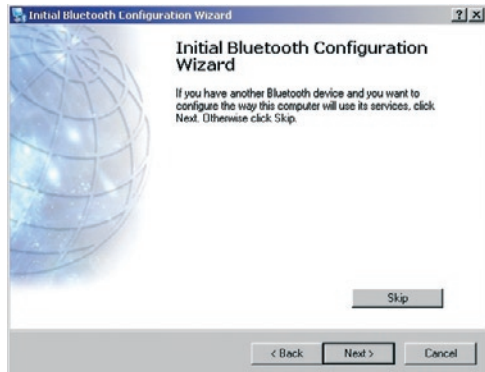 Initial Bluetooth Configuration Wizard
? x
Initial Bluetooth Configuration
Wizard
If you have another Bluetooth device and you want to
configure the way this computer will use its services, click
Next. Otherwise click Skip.
Skip
< Back Next > Cancel